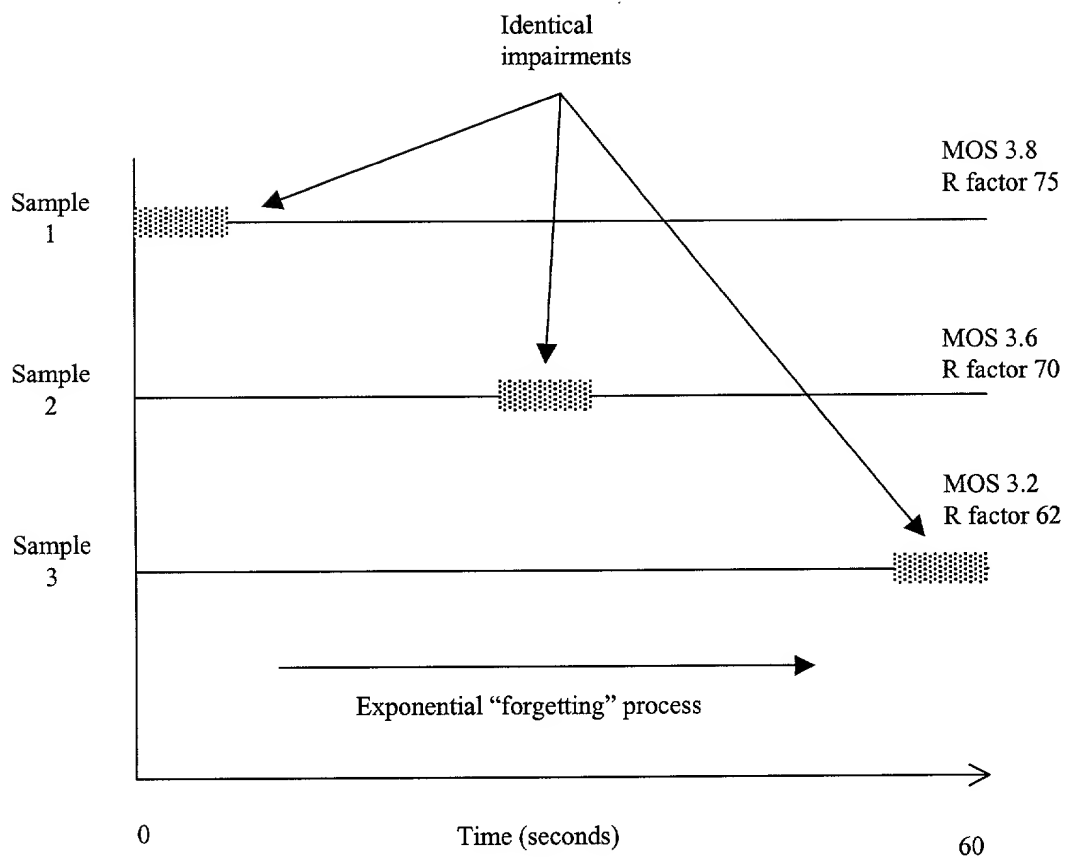 Identical
impairments
MOS 3.8
R factor 75
Sample
1
MOS 3.6
R factor 70
Sample
2
MOS 3.2
R factor 62
Sample
3
Exponential “forgetting” process
0
Time (seconds)
60